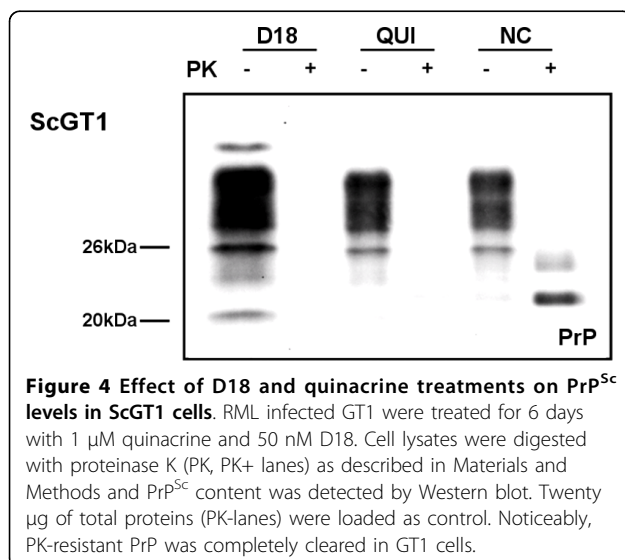 D18 QUI NC
PK - + - + - +
ScGT1
26kDa
20kDa
PrP
Figure 4 Effect of D18 and quinacrine treatments on PrPSc
levels in ScGT1 cells. RML infected GT1 were treated for 6 days
with 1 μM quinacrine and 50 nM D18. Cell lysates were digested
with proteinase K (PK, PK+ lanes) as described in Materials and
Methods and PrPSc content was detected by Western blot. Twenty
μg of total proteins (PK-lanes) were loaded as control. Noticeably,
PK-resistant PrP was completely cleared in GT1 cells.